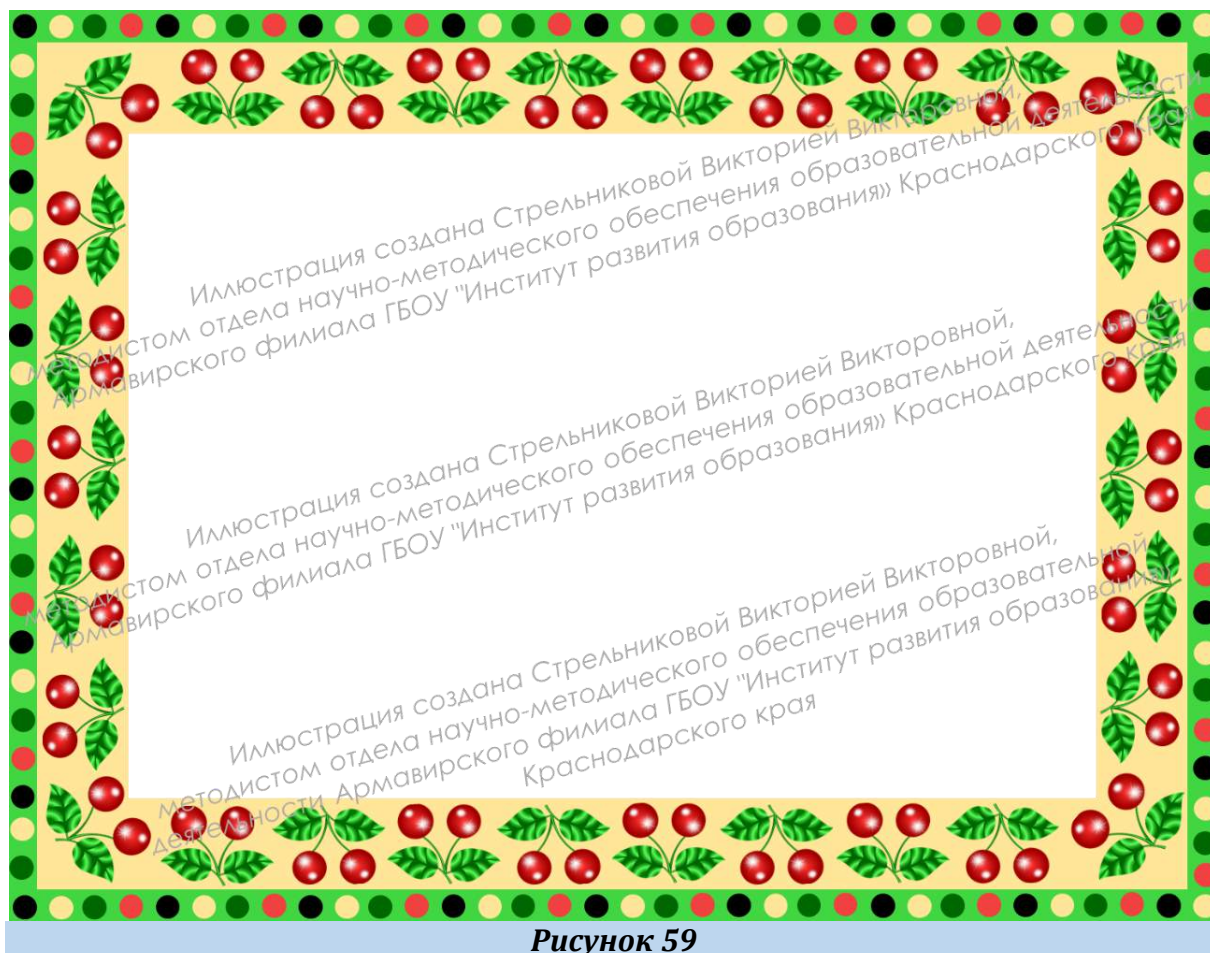 Иллюстрация создана Стрельниковой Викторией Викторовной,
методистом отдела научно-методического обеспечения образовательной деятельности
Армавирского филиала ГБОУ "Институт развития образования» Краснодарского края
Иллюстрация создана Стрельниковой Викторией Викторовной,
методистом отдела научно-методического обеспечения образовательной деятельности
Армавирского филиала ГБОУ "Институт развития образования» Краснодарского края
Иллюстрация создана Стрельниковой Викторией Викторовной,
методистом отдела научно-методического обеспечения образовательной
деятельности Армавирского филиала ГБОУ "Институт развития образования»
Краснодарского края
Рисунок 59